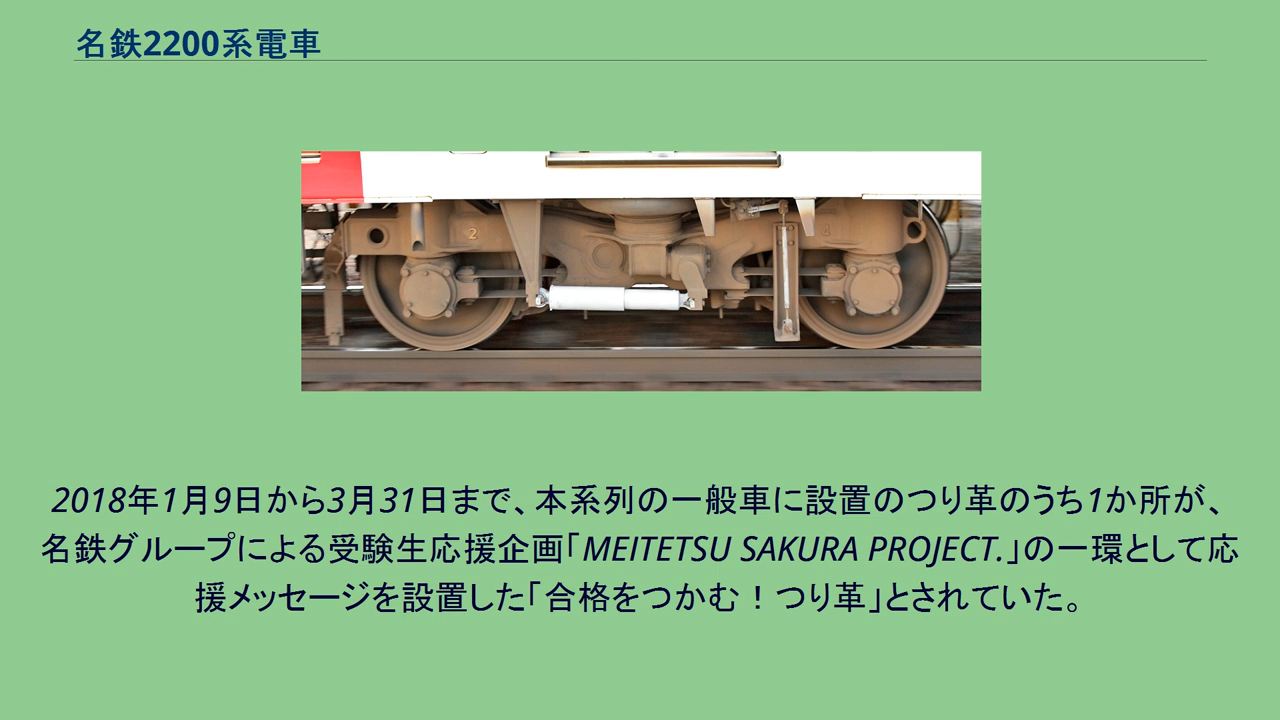 名鉄2200系電車
2
2018年1月9日から3月31日まで、本系列の一般車に設置のつり革のうち1か所が、
名鉄グループによる受験生応援企画「MEITETSU SAKURA PROJECT.」の一環として応
援メッセージを設置した「合格をつかむ！つり革」とされていた。